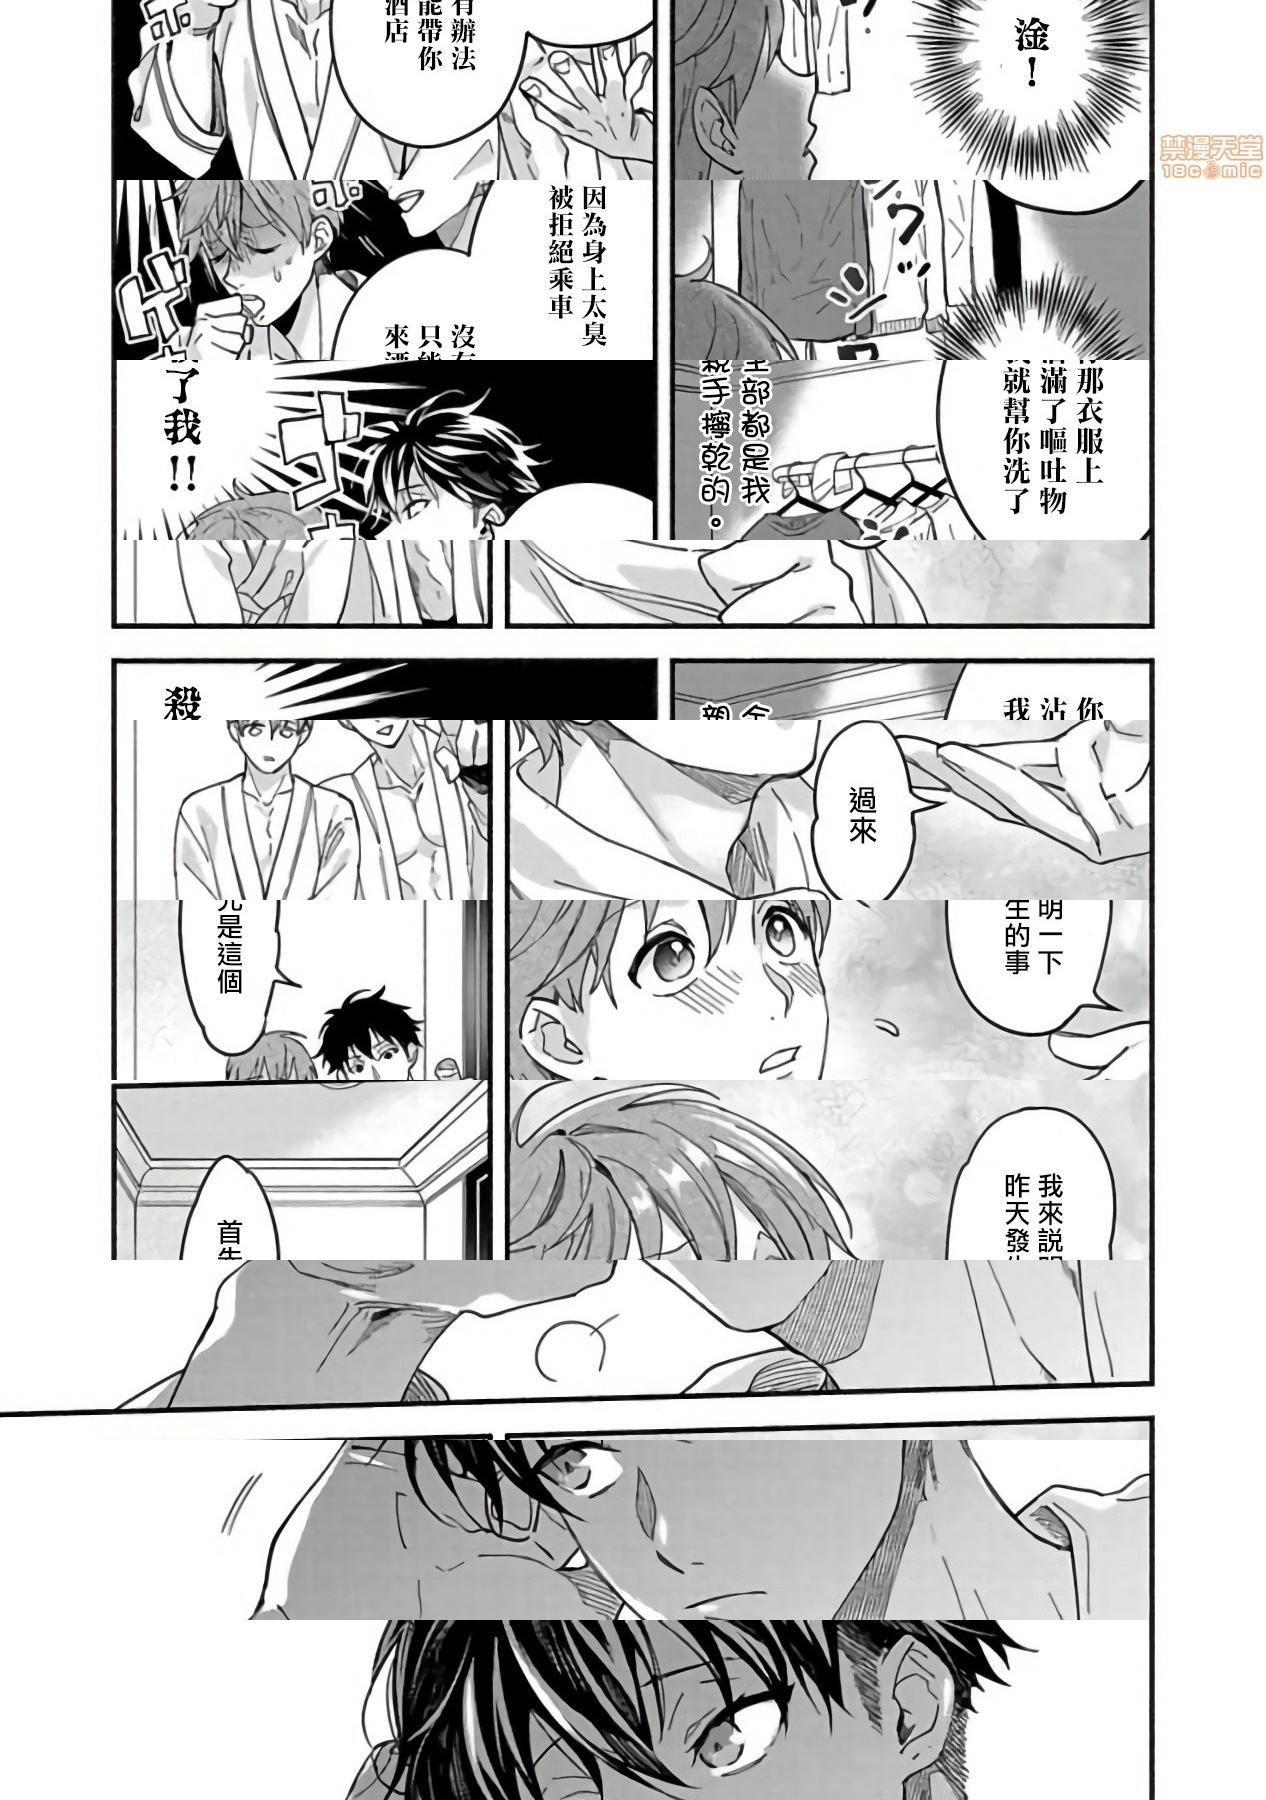 淦！
有辦法
能帶你
酒店
因為身上太臭
被拒絕乘車
沒有
只能
來酒
那衣服上
滿了嘔吐物
就幫你洗了
全部都是我
親手擰乾的。
了我！！
你
沾
我
殺
過來
明一下
生的事
是這個
我來說明
昨天發生
首先
禁漫天堂
18comic